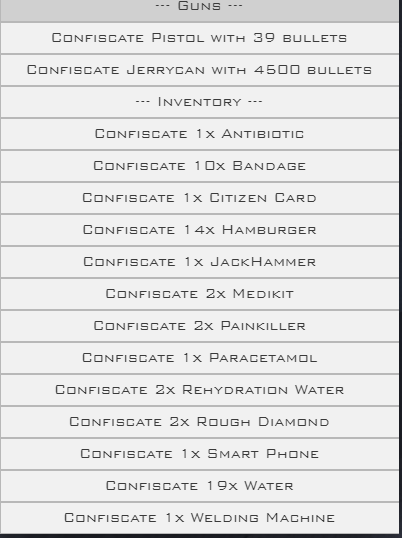 --- Guns ---
Confiscate Pistol with 39 bullets
Confiscate Jerrycan with 4500 bullets
--- Inventory ---
Confiscate 1x Antibiotic
Confiscate 10x Bandage
Confiscate 1x Citizen Card
Confiscate 14x Hamburger
Confiscate 1x JackHammer
Confiscate 2x Medikit
Confiscate 2x Painkiller
Confiscate 1x Paracetamol
Confiscate 2x Rehydration Water
Confiscate 2x Rough Diamond
Confiscate 1x Smart Phone
Confiscate 19x Water
Confiscate 1x Welding Machine